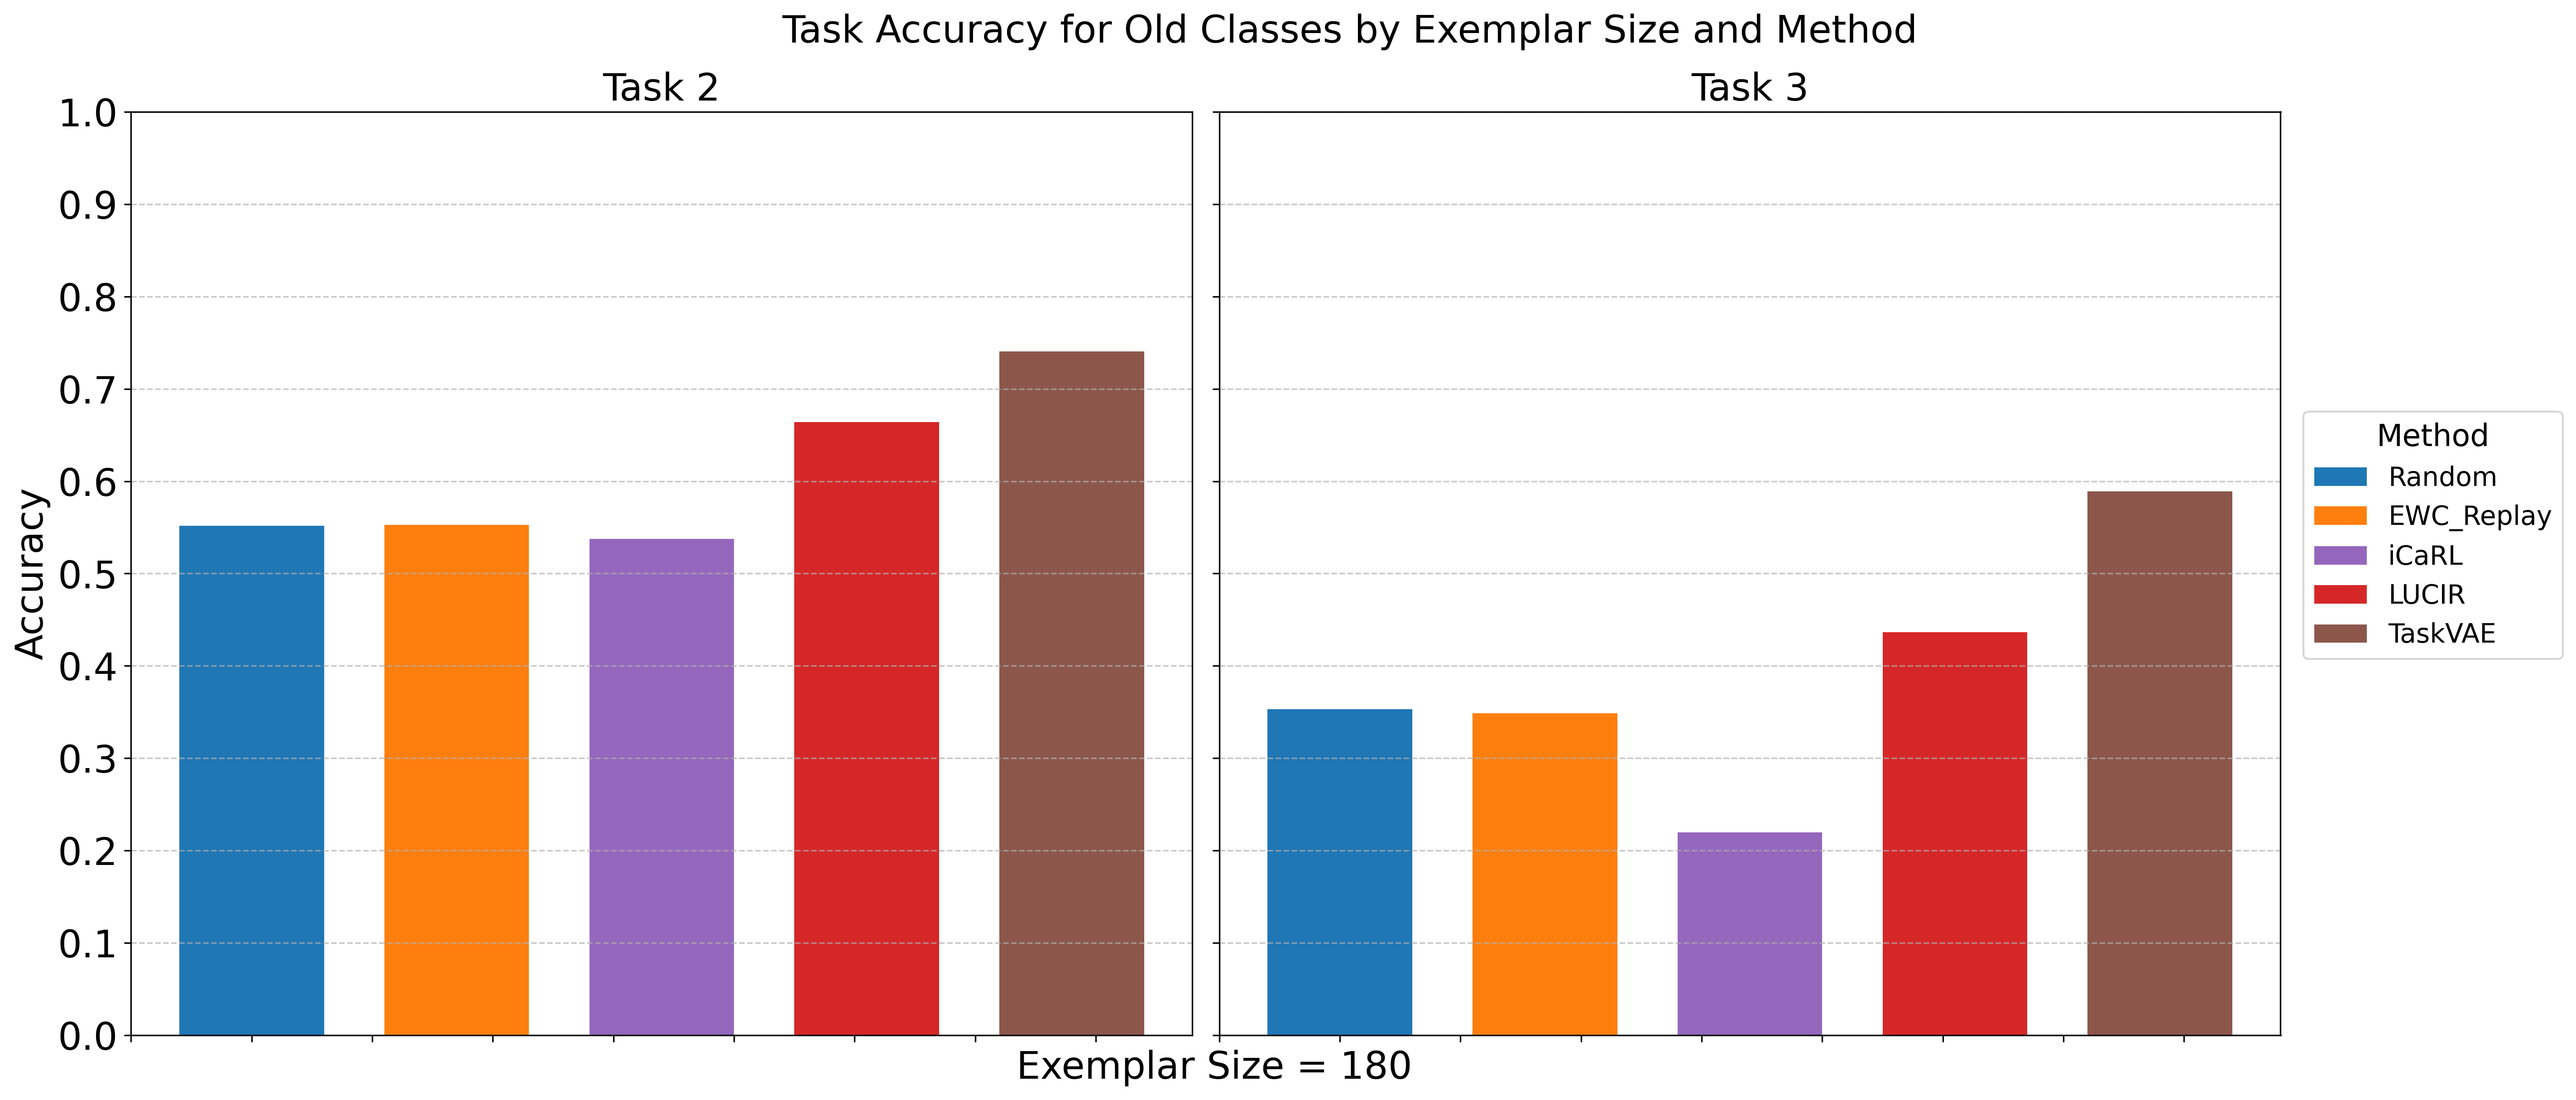 Task Accuracy for Old Classes by Exemplar Size and Method
Task 2
Task 3
1.0
0.9
0.8
0.7
0.6
0.5
0.4
0.3
0.2
0.1
0.0
Accuracy
Exemplar Size = 180
Method
Random
EWC_Replay
iCaRL
LUCIR
TaskVAE